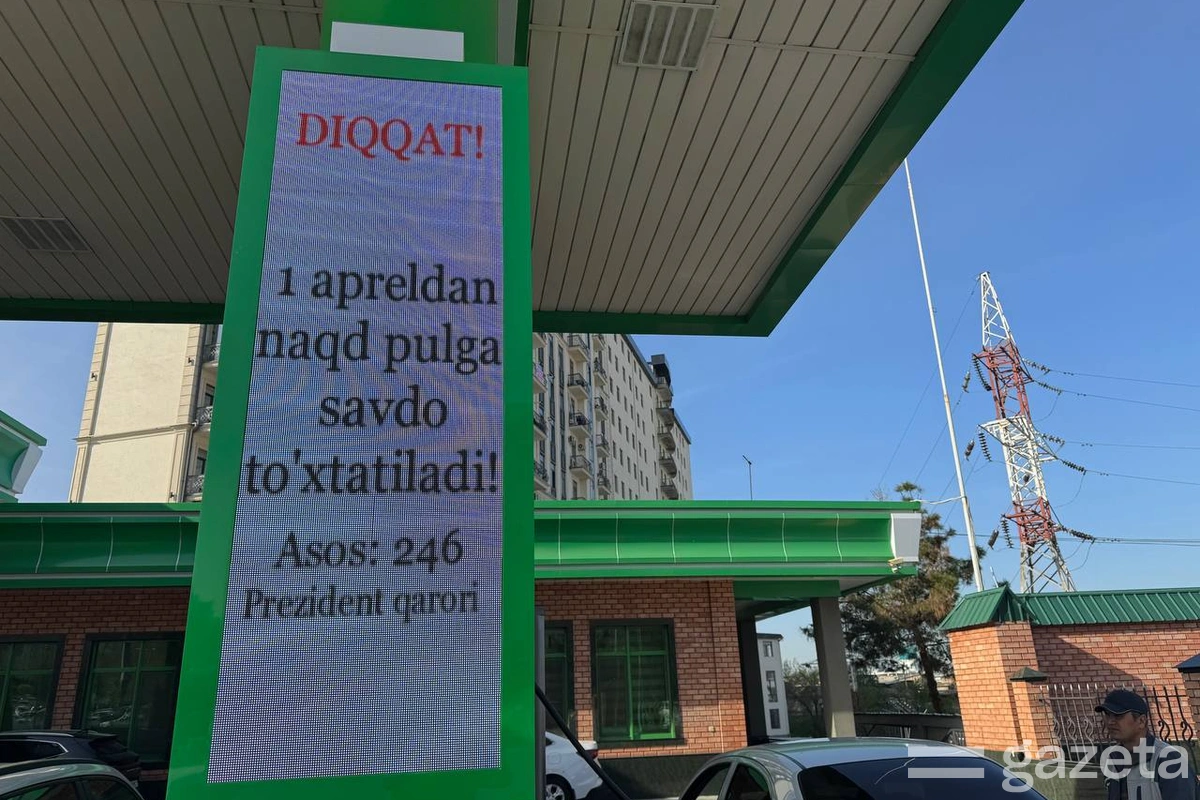 DIQQAT!
1 apreldan
naqd pulga
savdo
to'xtatiladi!
Asos: 246
Prezident qarori
gazeta